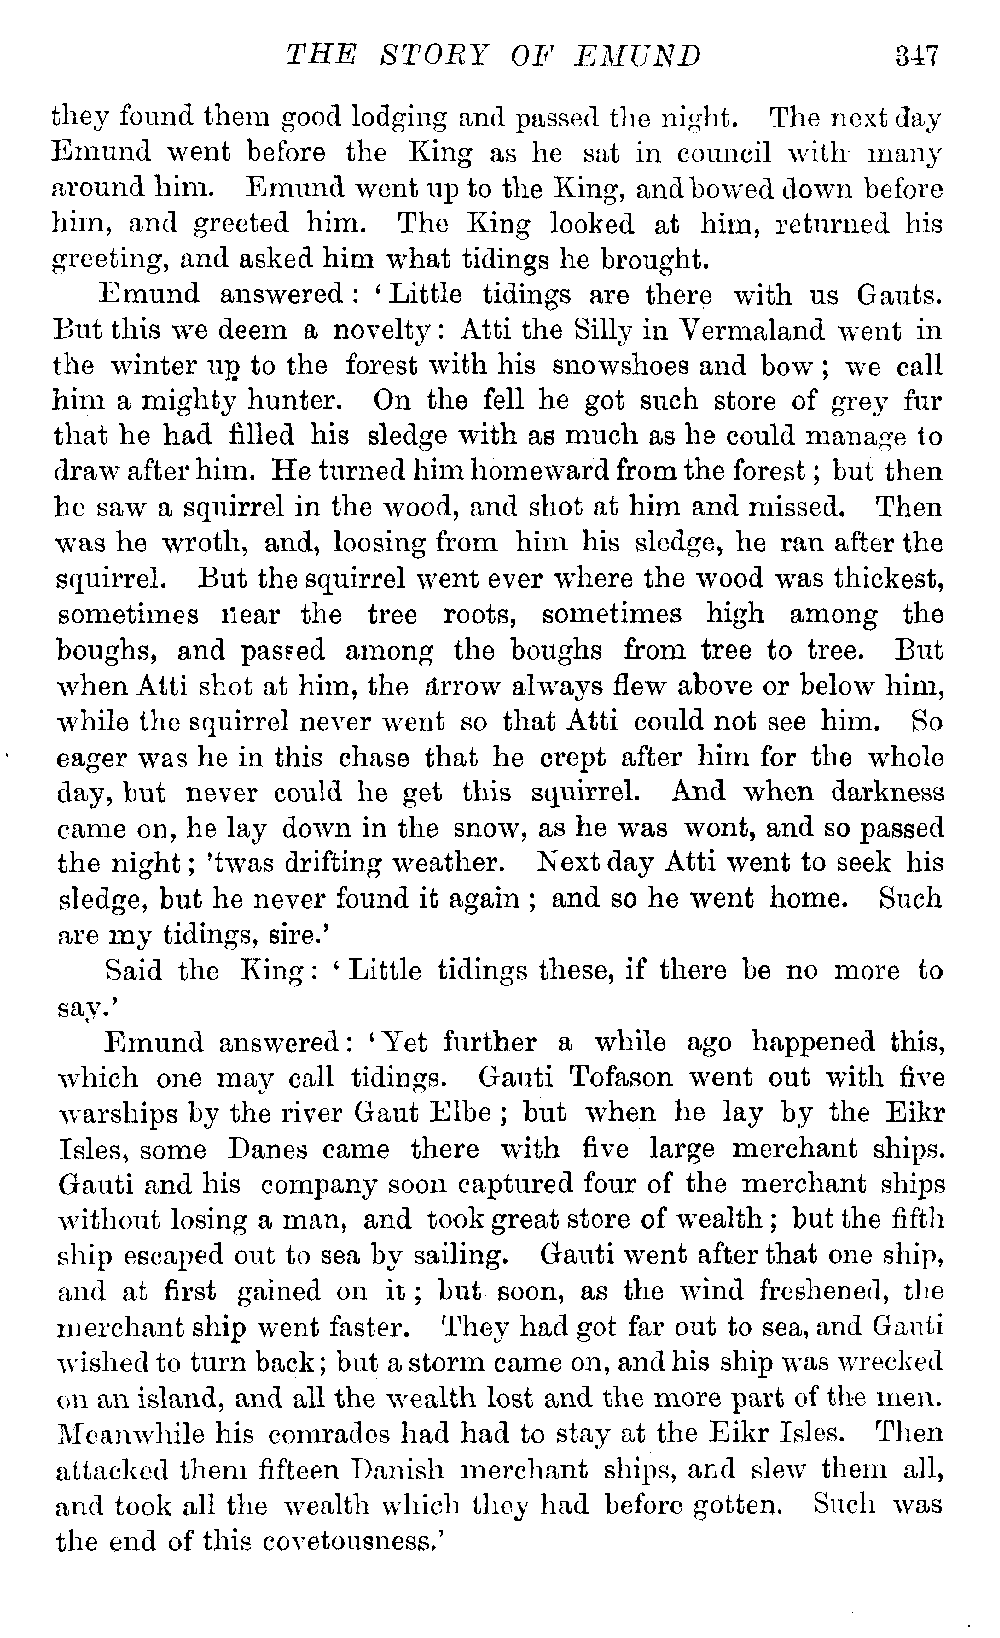 THE STORY OF EMUND 347
they found them good lodging and passed the night. The next day
Emund went before the King as he sat in council with many
around him. Emund went up to the King, and bowed down before
him, and greeted him. The King looked at him, returned his
greeting, and asked him what tidings he brought.
Emund answered: ‘Little tidings are there with us Gauts.
But this we deem a novelty: Atti the Silly in Vermaland went in
the winter up to the forest with his snowshoes and bow; we call
him a mighty hunter. On the fell he got such store of grey fur
that he had filled his sledge with as much as he could manage to
draw after him. He turned him homeward from the forest; but then
he saw a squirrel in the wood, and shot at him and missed. Then
was he wroth, and, loosing from him his sledge, he ran after the
squirrel. But the squirrel went ever where the wood was thickest,
sometimes near the tree roots, sometimes high among the
boughs, and passed among the boughs from tree to tree. But
when Atti shot at him, the arrow always flew above or below him,
while the squirrel never went so that Atti could not see him. So
eager was he in this chase that he crept after him for the whole
day, but never could he get this squirrel. And when darkness
came on, he lay down in the snow, as he was wont, and so passed
the night; ’twas drifting weather. Next day Atti went to seek his
sledge, but he never found it again; and so he went home. Such
are my tidings, sire.’
Said the King: ‘Little tidings these, if there be no more to
say.’
Emund answered: ‘Yet further a while ago happened this,
which one may call tidings. Gauti Tofason went out with five
warships by the river Gaut Elbe; but when he lay by the Eikr
Isles, some Danes came there with five large merchant ships.
Gauti and his company soon captured four of the merchant ships
without losing a man, and took great store of wealth; but the fifth
ship escaped out to sea by sailing. Gauti went after that one ship,
and at first gained on it; but soon, as the wind freshened, the
merchant ship went faster. They had got far out to sea, and Gauti
wished to turn back; but a storm came on, and his ship was wrecked
on an island, and all the wealth lost and the more part of the men.
Meanwhile his comrades had had to stay at the Eikr Isles. Then
attacked them fifteen Danish merchant ships, and slew them all,
and took all the wealth which they had before gotten. Such was
the end of this covetousness.’